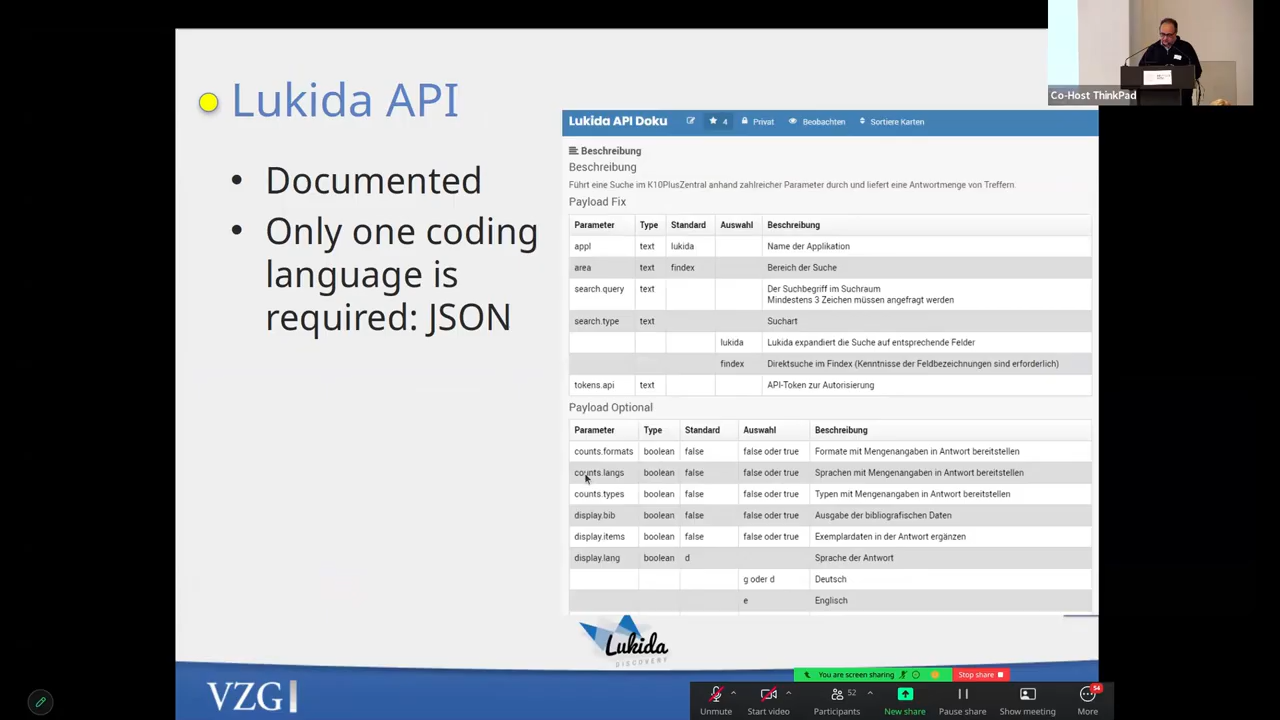 Co-Host ThinkPad
Lukida API
• Documented
• Only one coding
language is
required: JSON
Lukida API Doku 4 Privat Beobachten Sortiere Karten
Beschreibung
Beschreibung
Führt eine Suche im K10PlusZentral anhand zahlreicher Parameter durch und liefert eine Antwortmenge von Treffern.
Payload Fix
Parameter Type Standard Auswahl Beschreibung
appl text lukida Name der Applikation
area text findex Bereich der Suche
search.query text Der Suchbegriff im Suchraum
Mindestens 3 Zeichen müssen angefragt werden
search.type text Suchart
lukida Lukida expandiert die Suche auf entsprechende Felder
findex Direktsuche im Findex (Kenntnisse der Feldbezeichnungen sind erforderlich)
tokens.api text API-Token zur Autorisierung
Payload Optional
Parameter Type Standard Auswahl Beschreibung
counts.formats boolean false false oder true Formate mit Mengenangaben in Antwort bereitstellen
counts.langs boolean false false oder true Sprachen mit Mengenangaben in Antwort bereitstellen
counts.types boolean false false oder true Typen mit Mengenangaben in Antwort bereitstellen
display.bib boolean false false oder true Ausgabe der bibliografischen Daten
display.items boolean false false oder true Exemplardaten in der Antwort ergänzen
display.lang boolean d Sprache der Antwort
g oder d Deutsch
e Englisch
Lukida
DISCOVERY
VZG
You are screen sharing Stop share
52 54
Unmute Start video Participants New share Pause share Show meeting More